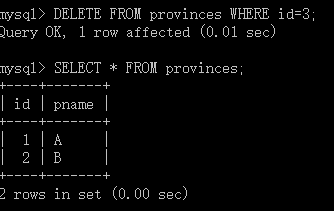 mysql> DELETE FROM provinces WHERE id=3;
Query OK, 1 row affected (0.01 sec)
mysql> SELECT * FROM provinces;
+----+-------+
| id | pname |
+----+-------+
| 1 | A |
| 2 | B |
+----+-------+
2 rows in set (0.00 sec)